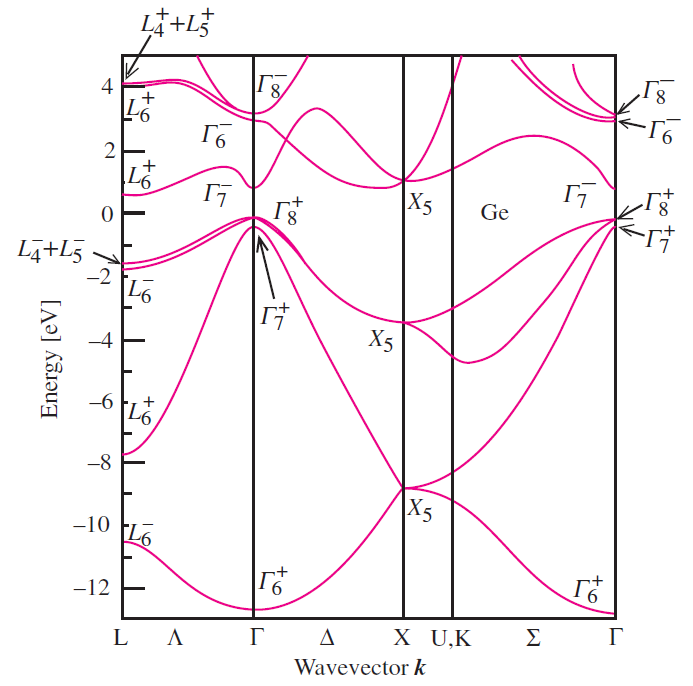 L₄⁺+L₅⁺
4
Γ₈⁻
Γ₈⁻
L₆⁺
Γ₆⁻
Γ₆⁻
2
L₆⁺
Γ₇⁻
X₅
Γ₇⁻
0
Γ₈⁺
Ge
Γ₈⁺
L₄⁻+L₅⁻
Γ₇⁺
–2
L₆⁻
Γ₇⁺
–4
X₅
Energy [eV]
–6
L₆⁺
–8
X₅
–10
L₆⁻
–12
Γ₆⁺
Γ₆⁺
L Λ Γ Δ X U,K Σ Γ
Wavevector k